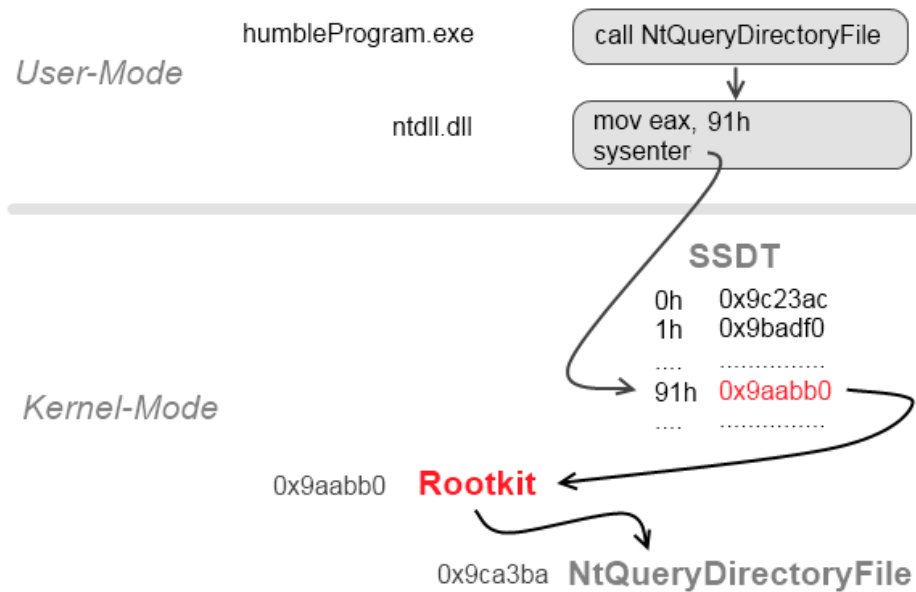 humbleProgram.exe
call NtQueryDirectoryFile
User-Mode
ntdll.dll
mov eax, 91h
sysenter
SSDT
0h 0x9c23ac
1h 0x9badf0
.... ...............
91h 0x9aabb0
.... ...............
Kernel-Mode
0x9aabb0 Rootkit
0x9ca3ba NtQueryDirectoryFile